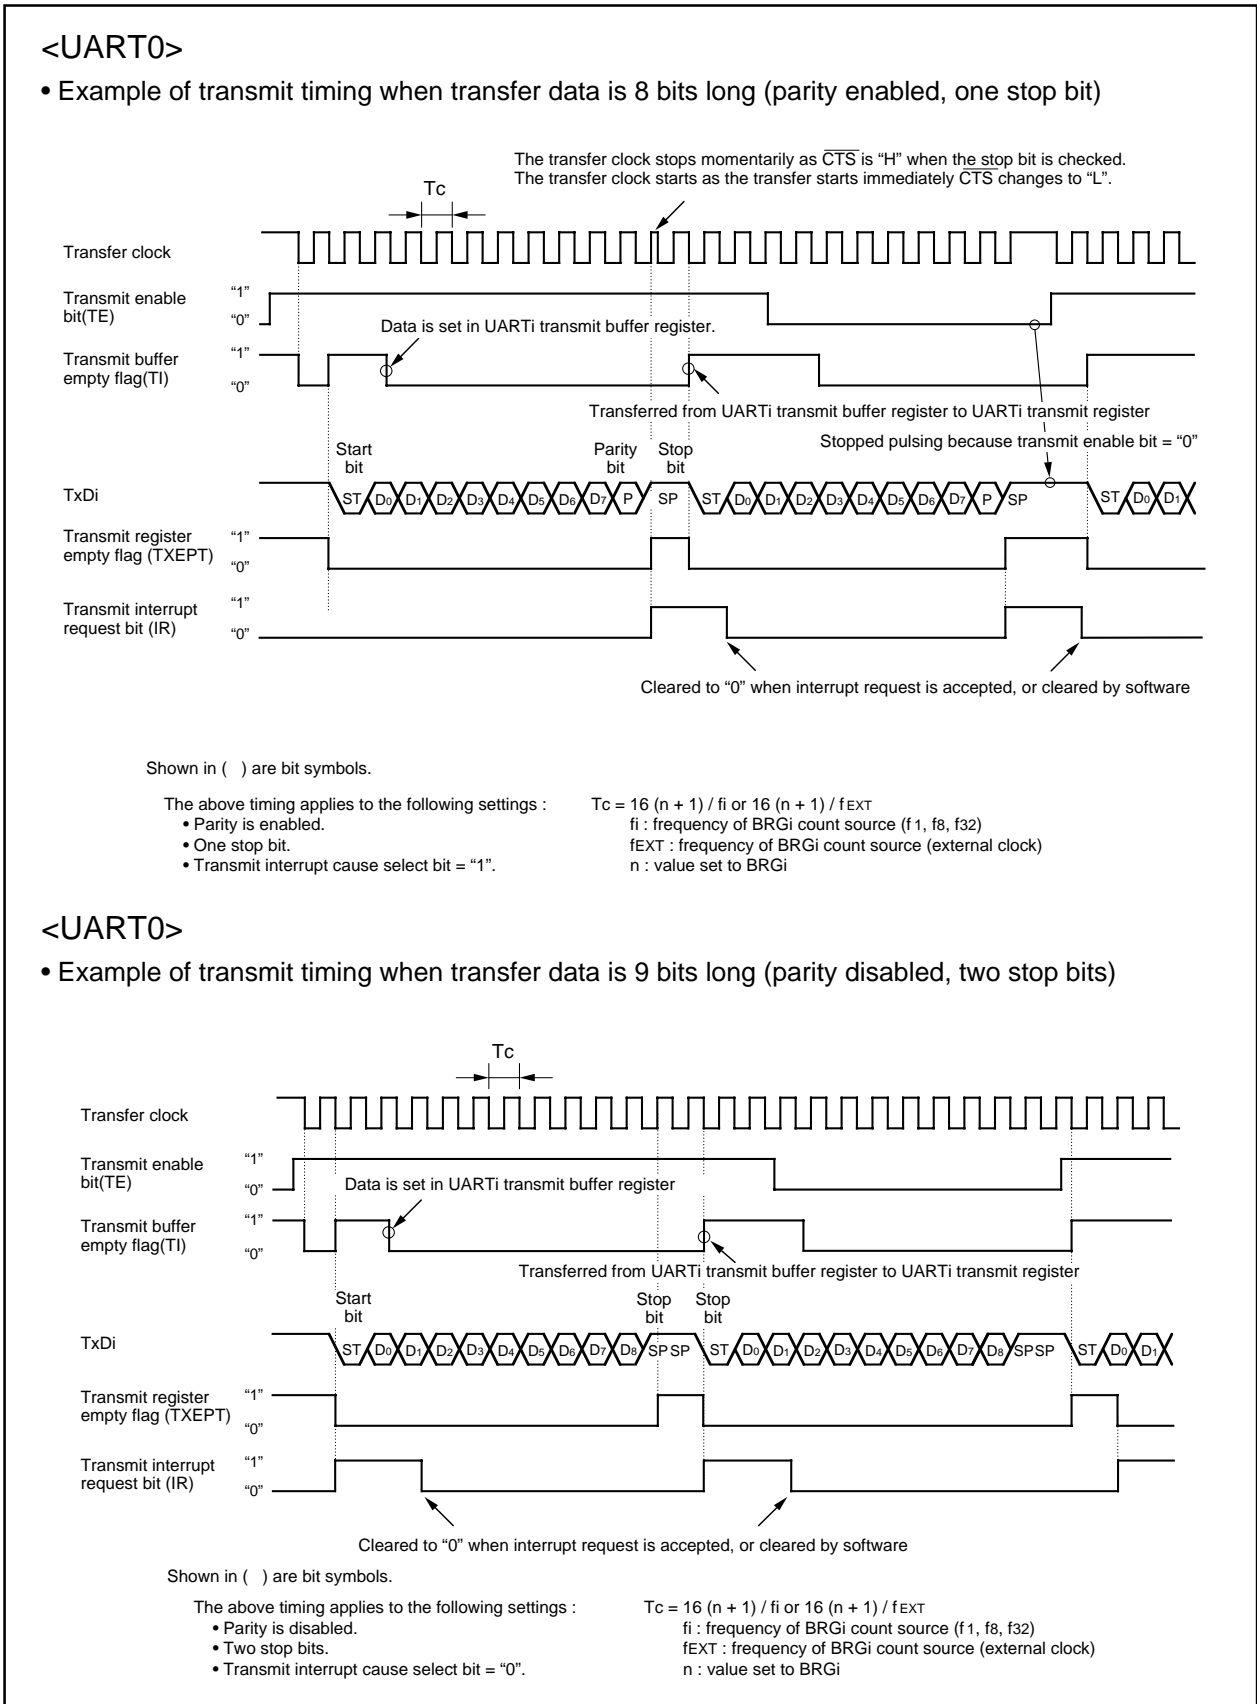 <UART0>
• Example of transmit timing when transfer data is 8 bits long (parity enabled, one stop bit)
The transfer clock stops momentarily as CTS is “H” when the stop bit is checked.
The transfer clock starts as the transfer starts immediately CTS changes to “L”.
Tc
Transfer clock
Transmit enable
bit(TE)
“1”
“0”
Data is set in UARTi transmit buffer register.
Transmit buffer
empty flag(TI)
“1”
“0”
Transferred from UARTi transmit buffer register to UARTi transmit register
Stopped pulsing because transmit enable bit = “0”
Start
bit
Parity
bit
Stop
bit
TxDi
ST D0 D1 D2 D3 D4 D5 D6 D7 P SP ST D0 D1 D2 D3 D4 D5 D6 D7 P SP ST D0 D1
Transmit register
empty flag (TXEPT)
“1”
“0”
Transmit interrupt
request bit (IR)
“1”
“0”
Cleared to “0” when interrupt request is accepted, or cleared by software
Shown in ( ) are bit symbols.
The above timing applies to the following settings :
• Parity is enabled.
• One stop bit.
• Transmit interrupt cause select bit = “1”.
Tc = 16 (n + 1) / fi or 16 (n + 1) / fEXT
fi : frequency of BRGi count source (f1, f8, f32)
fEXT : frequency of BRGi count source (external clock)
n : value set to BRGi
<UART0>
• Example of transmit timing when transfer data is 9 bits long (parity disabled, two stop bits)
Tc
Transfer clock
Transmit enable
bit(TE)
“1”
“0”
Data is set in UARTi transmit buffer register
Transmit buffer
empty flag(TI)
“1”
“0”
Transferred from UARTi transmit buffer register to UARTi transmit register
Start
bit
Stop
bit
Stop
bit
TxDi
ST D0 D1 D2 D3 D4 D5 D6 D7 D8 SP SP ST D0 D1 D2 D3 D4 D5 D6 D7 D8 SP SP ST D0 D1
Transmit register
empty flag (TXEPT)
“1”
“0”
Transmit interrupt
request bit (IR)
“1”
“0”
Cleared to “0” when interrupt request is accepted, or cleared by software
Shown in ( ) are bit symbols.
The above timing applies to the following settings :
• Parity is disabled.
• Two stop bits.
• Transmit interrupt cause select bit = “0”.
Tc = 16 (n + 1) / fi or 16 (n + 1) / fEXT
fi : frequency of BRGi count source (f1, f8, f32)
fEXT : frequency of BRGi count source (external clock)
n : value set to BRGi